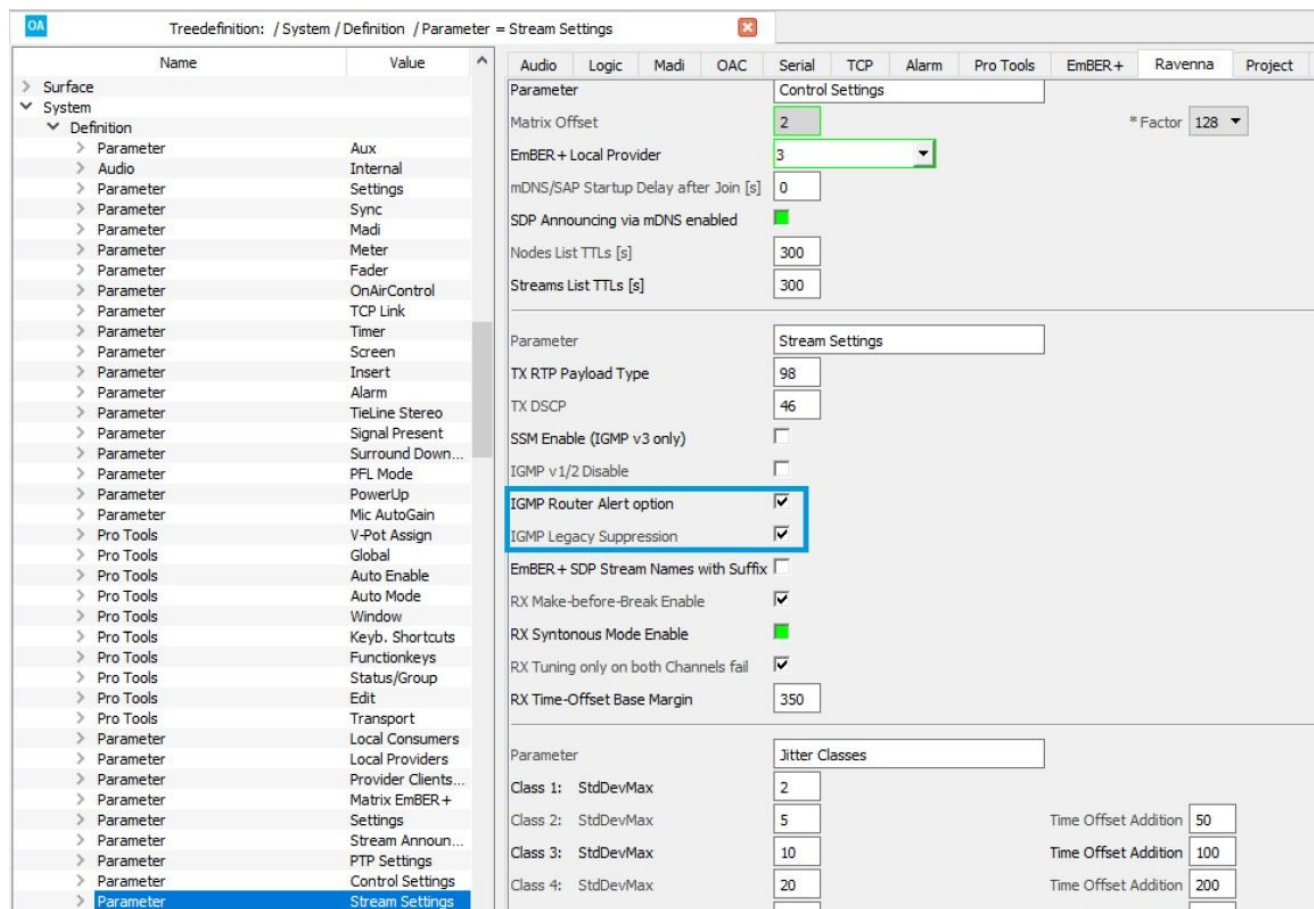 OA Treedefinition: / System / Definition / Parameter = Stream Settings
Name Value
Surface
System
Definition
Parameter Aux
Audio Internal
Parameter Settings
Parameter Sync
Parameter Madi
Parameter Meter
Parameter Fader
Parameter OnAirControl
Parameter TCP Link
Parameter Timer
Parameter Screen
Parameter Insert
Parameter Alarm
Parameter TieLine Stereo
Parameter Signal Present
Parameter Surround Down...
Parameter PFL Mode
Parameter PowerUp
Parameter Mic AutoGain
Pro Tools V-Pot Assign
Pro Tools Global
Pro Tools Auto Enable
Pro Tools Auto Mode
Pro Tools Window
Pro Tools Keyb. Shortcuts
Pro Tools Functionkeys
Pro Tools Status/Group
Pro Tools Edit
Pro Tools Transport
Parameter Local Consumers
Parameter Local Providers
Parameter Provider Clients...
Parameter Matrix EmBER+
Parameter Settings
Parameter Stream Announ...
Parameter PTP Settings
Parameter Control Settings
Parameter Stream Settings
Audio Logic Madi OAC Serial TCP Alarm Pro Tools EmBER+ Ravenna Project
Parameter Control Settings
Matrix Offset 2 * Factor 128
EmBER+ Local Provider 3
mDNS/SAP Startup Delay after Join [s] 0
SDP Announcing via mDNS enabled
Nodes List TTLs [s] 300
Streams List TTLs [s] 300
Parameter Stream Settings
TX RTP Payload Type 98
TX DSCP 46
SSM Enable (IGMP v3 only)
IGMP v1/2 Disable
IGMP Router Alert option
IGMP Legacy Suppression
EmBER+ SDP Stream Names with Suffix
RX Make-before-Break Enable
RX Syntonous Mode Enable
RX Tuning only on both Channels fail
RX Time-Offset Base Margin 350
Parameter Jitter Classes
Class 1: StdDevMax 2
Class 2: StdDevMax 5 Time Offset Addition 50
Class 3: StdDevMax 10 Time Offset Addition 100
Class 4: StdDevMax 20 Time Offset Addition 200